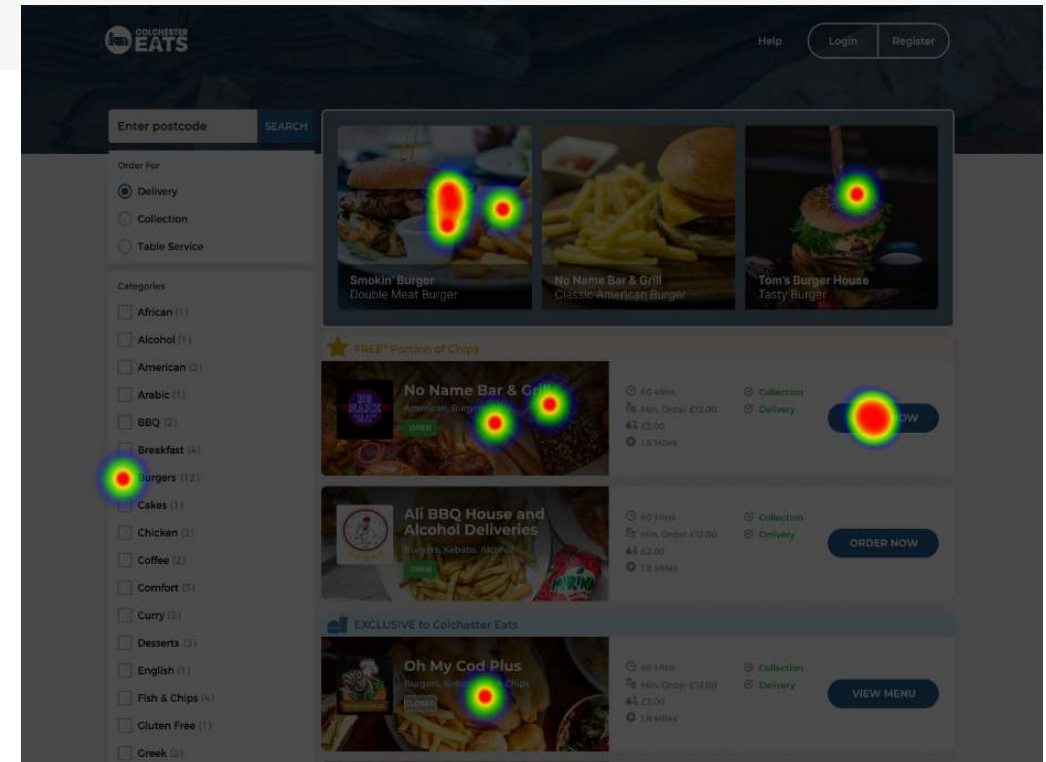 COLCHESTER
EATS
Help
Login
Register
Enter postcode
SEARCH
Order For
Delivery
Collection
Table Service
Categories
African (1)
Alcohol (1)
American (2)
Arabic (1)
BBQ (2)
Breakfast (4)
Burgers (12)
Cakes (1)
Chicken (3)
Coffee (2)
Comfort (3)
Curry (3)
Desserts (3)
English (1)
Fish & Chips (4)
Gluten Free (1)
Greek (2)
Smokin' Burger
Double Meat Burger
No Name Bar & Grill
Classic American Burger
Tom's Burger House
Tasty Burger
FREE* Portion of Chips
No Name Bar & Grill
American, Burgers
OPEN
60 Mins
Min. Order £12.00
£2.00
1.8 Miles
Collection
Delivery
NOW
Ali BBQ House and
Alcohol Deliveries
Burgers, Kebabs, Alcohol
OPEN
60 Mins
Min. Order £12.00
£2.00
1.8 Miles
Collection
Delivery
ORDER NOW
EXCLUSIVE to Colchester Eats
Oh My Cod Plus
Burgers, Chips
CLOSED
60 Mins
Min. Order £12.00
£2.00
1.8 Miles
Collection
Delivery
VIEW MENU